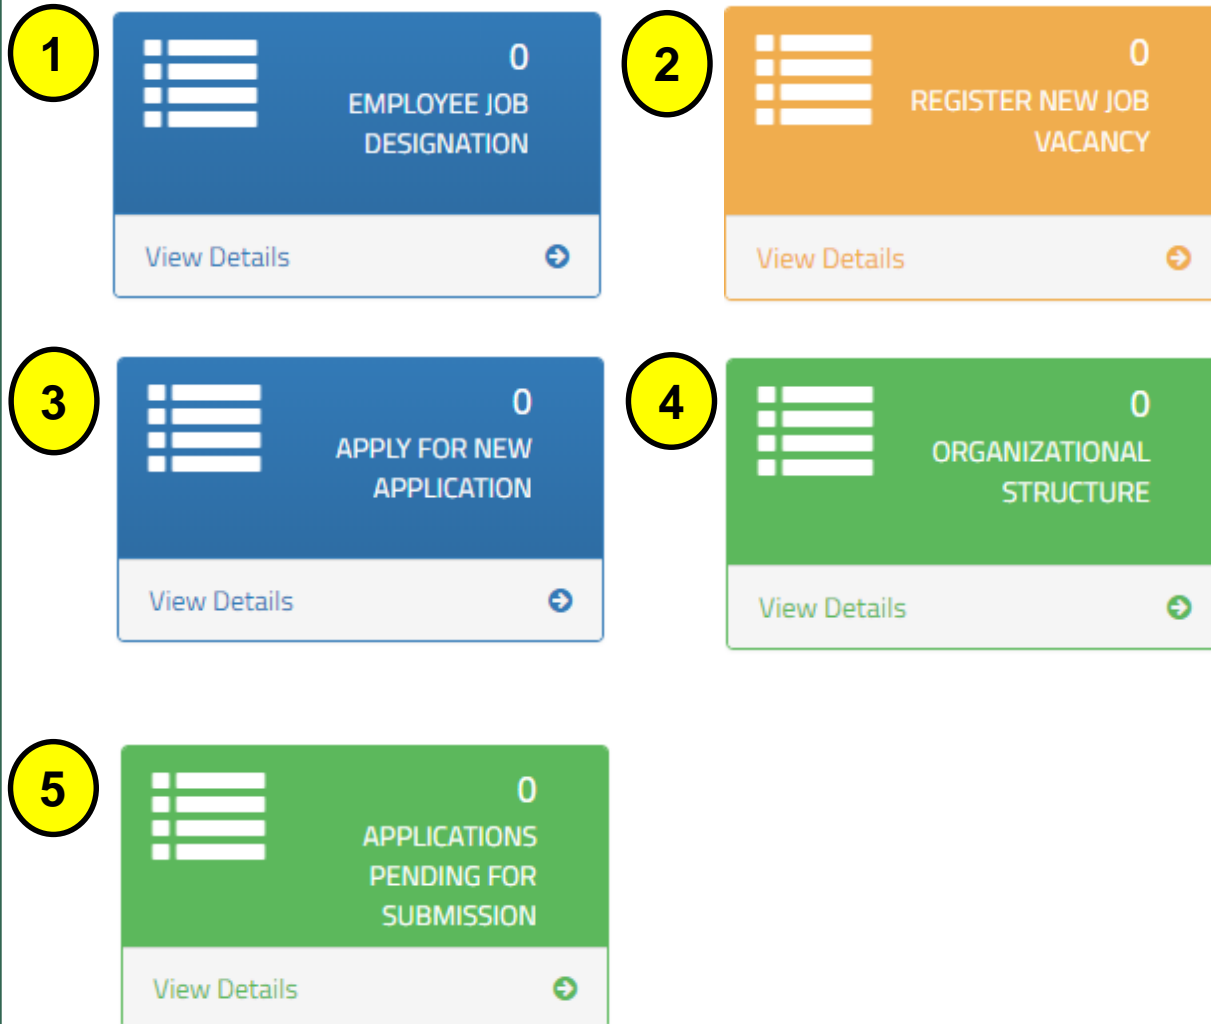 1
0
EMPLOYEE JOB
DESIGNATION
View Details
2
0
REGISTER NEW JOB
VACANCY
View Details
3
0
APPLY FOR NEW
APPLICATION
View Details
4
0
ORGANIZATIONAL
STRUCTURE
View Details
5
0
APPLICATIONS
PENDING FOR
SUBMISSION
View Details